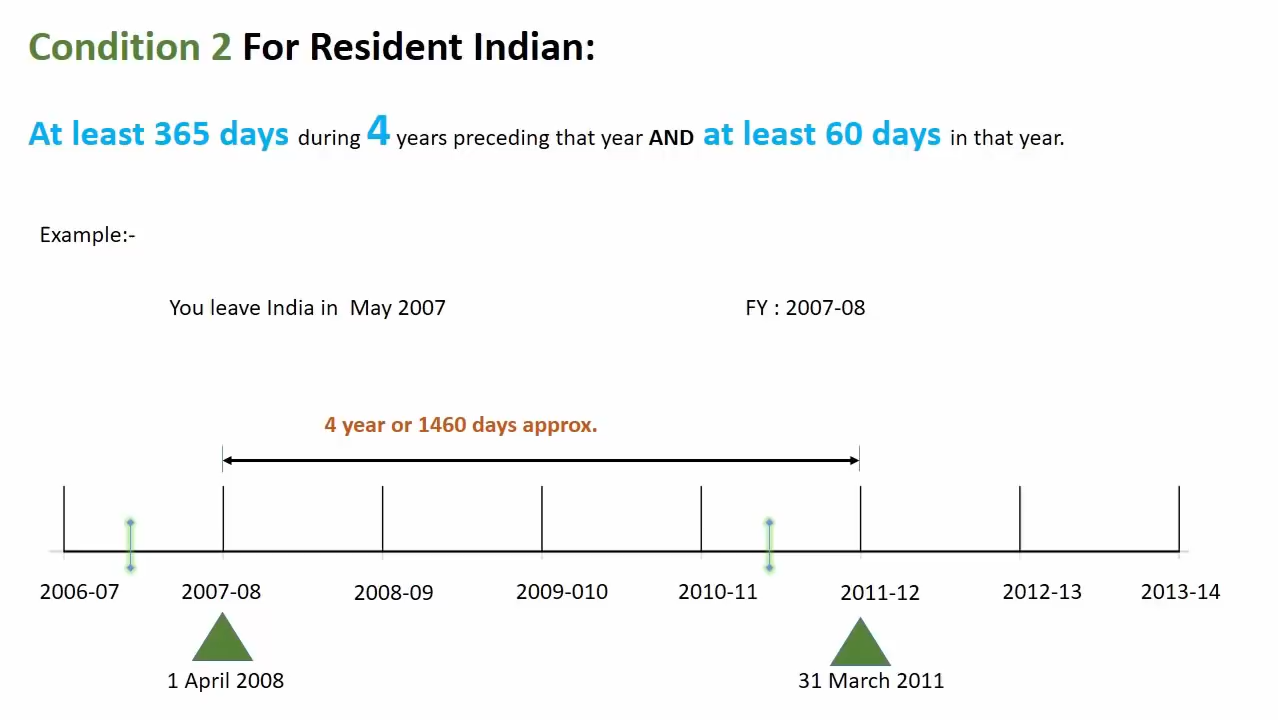 Condition 2 For Resident Indian:
At least 365 days during 4 years preceding that year AND at least 60 days in that year.
Example:-
You leave India in May 2007 FY : 2007-08
4 year or 1460 days approx.
2006-07 2007-08 2008-09 2009-010 2010-11 2011-12 2012-13 2013-14
1 April 2008 31 March 2011